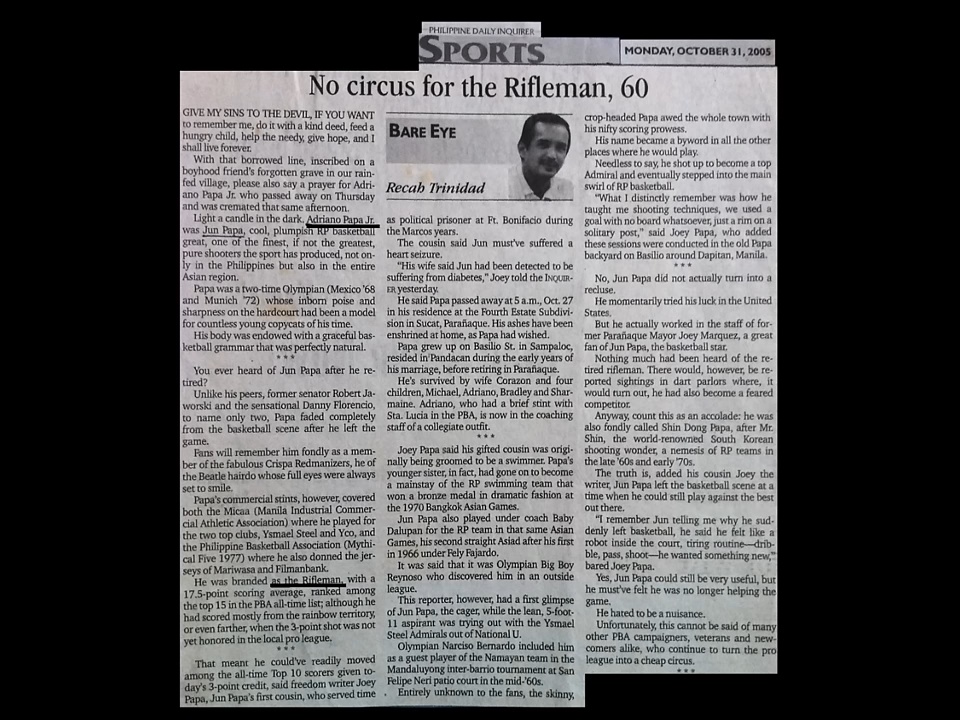 PHILIPPINE DAILY INQUIRER
SPORTS
MONDAY, OCTOBER 31, 2005
No circus for the Rifleman, 60
GIVE MY SINS TO THE DEVIL, IF YOU WANT
to remember me, do it with a kind deed, feed a
hungry child, help the needy, give hope, and I
shall live forever.
With that borrowed line, inscribed on a
boyhood friend's forgotten grave in our rain-
fed village, please also say a prayer for Adri-
ano Papa Jr. who passed away on Thursday
and was cremated that same afternoon.
Light a candle in the dark. Adriano Papa Jr.
was Jun Papa, cool, plumpish RP basketball
great, one of the finest, if not the greatest,
pure shooters the sport has produced, not on-
ly in the Philippines but also in the entire
Asian region.
Papa was a two-time Olympian (Mexico '68
and Munich '72) whose inborn poise and
sharpness on the hardcourt had been a model
for countless young copycats of his time.
His body was endowed with a graceful bas-
ketball grammar that was perfectly natural.
* * *
You ever heard of Jun Papa after he re-
tired?
Unlike his peers, former senator Robert Ja-
worski and the sensational Danny Florencio,
to name only two, Papa faded completely
from the basketball scene after he left the
game.
Fans will remember him fondly as a mem-
ber of the fabulous Crispa Redmanizers, he of
the Beatle hairdo whose full eyes were always
set to smile.
Papa's commercial stints, however, covered
both the Micaa (Manila Industrial Commer-
cial Athletic Association) where he played for
the two top clubs, Ysmael Steel and Yco, and
the Philippine Basketball Association (Mythi-
cal Five 1977) where he also donned the jer-
seys of Mariwasa and Filmanbank.
He was branded as the Rifleman, with a
17.5-point scoring average, ranked among
the top 15 in the PBA all-time list; although he
had scored mostly from the rainbow territory,
or even farther, when the 3-point shot was not
yet honored in the local pro league.
* * *
That meant he could've readily moved
among the all-time Top 10 scorers given to-
day's 3-point credit, said freedom writer Joey
Papa, Jun Papa's first cousin, who served time
BARE EYE
Recah Trinidad
as political prisoner at Ft. Bonifacio during
the Marcos years.
The cousin said Jun must've suffered a
heart seizure.
"His wife said Jun had been detected to be
suffering from diabetes," Joey told the INQUIR-
ER yesterday.
He said Papa passed away at 5 a.m., Oct. 27
in his residence at the Fourth Estate Subdivi-
sion in Sucat, Parañaque. His ashes have been
enshrined at home, as Papa had wished.
Papa grew up on Basilio St. in Sampaloc,
resided in Pandacan during the early years of
his marriage, before retiring in Parañaque.
He's survived by wife Corazon and four
children, Michael, Adriano, Bradley and Shar-
maine. Adriano, who had a brief stint with
Sta. Lucia in the PBA, is now in the coaching
staff of a collegiate outfit.
* * *
Joey Papa said his gifted cousin was origi-
nally being groomed to be a swimmer. Papa's
younger sister, in fact, had gone on to become
a mainstay of the RP swimming team that
won a bronze medal in dramatic fashion at
the 1970 Bangkok Asian Games.
Jun Papa also played under coach Baby
Dalupan for the RP team in that same Asian
Games, his second straight Asiad after his first
in 1966 under Fely Fajardo.
It was said that it was Olympian Big Boy
Reynoso who discovered him in an outside
league.
This reporter, however, had a first glimpse
of Jun Papa, the cager, while the lean, 5-foot-
11 aspirant was trying out with the Ysmael
Steel Admirals out of National U.
Olympian Narciso Bernardo included him
as a guest player of the Namayan team in the
Mandaluyong inter-barrio tournament at San
Felipe Neri patio court in the mid-'60s.
Entirely unknown to the fans, the skinny,
crop-headed Papa awed the whole town with
his nifty scoring prowess.
His name became a byword in all the other
places where he would play.
Needless to say, he shot up to become a top
Admiral and eventually stepped into the main
swirl of RP basketball.
"What I distinctly remember was how he
taught me shooting techniques, we used a
goal with no board whatsoever, just a rim on a
solitary post," said Joey Papa, who added
these sessions were conducted in the old Papa
backyard on Basilio around Dapitan, Manila.
* * *
No, Jun Papa did not actually turn into a
recluse.
He momentarily tried his luck in the United
States.
But he actually worked in the staff of for-
mer Parañaque Mayor Joey Marquez, a great
fan of Jun Papa, the basketball star.
Nothing much had been heard of the re-
tired rifleman. There would, however, be re-
ported sightings in dart parlors where, it
would turn out, he had also become a feared
competitor.
Anyway, count this as an accolade: he was
also fondly called Shin Dong Papa, after Mr.
Shin, the world-renowned South Korean
shooting wonder, a nemesis of RP teams in
the late '60s and early '70s.
The truth is, added his cousin Joey the
writer, Jun Papa left the basketball scene at a
time when he could still play against the best
out there.
"I remember Jun telling me why he sud-
denly left basketball, he said he felt like a
robot inside the court, tiring routine—drib-
ble, pass, shoot—he wanted something new,"
bared Joey Papa.
Yes, Jun Papa could still be very useful, but
he must've felt he was no longer helping the
game.
He hated to be a nuisance.
Unfortunately, this cannot be said of many
other PBA campaigners, veterans and new-
comers alike, who continue to turn the pro
league into a cheap circus.
* * *